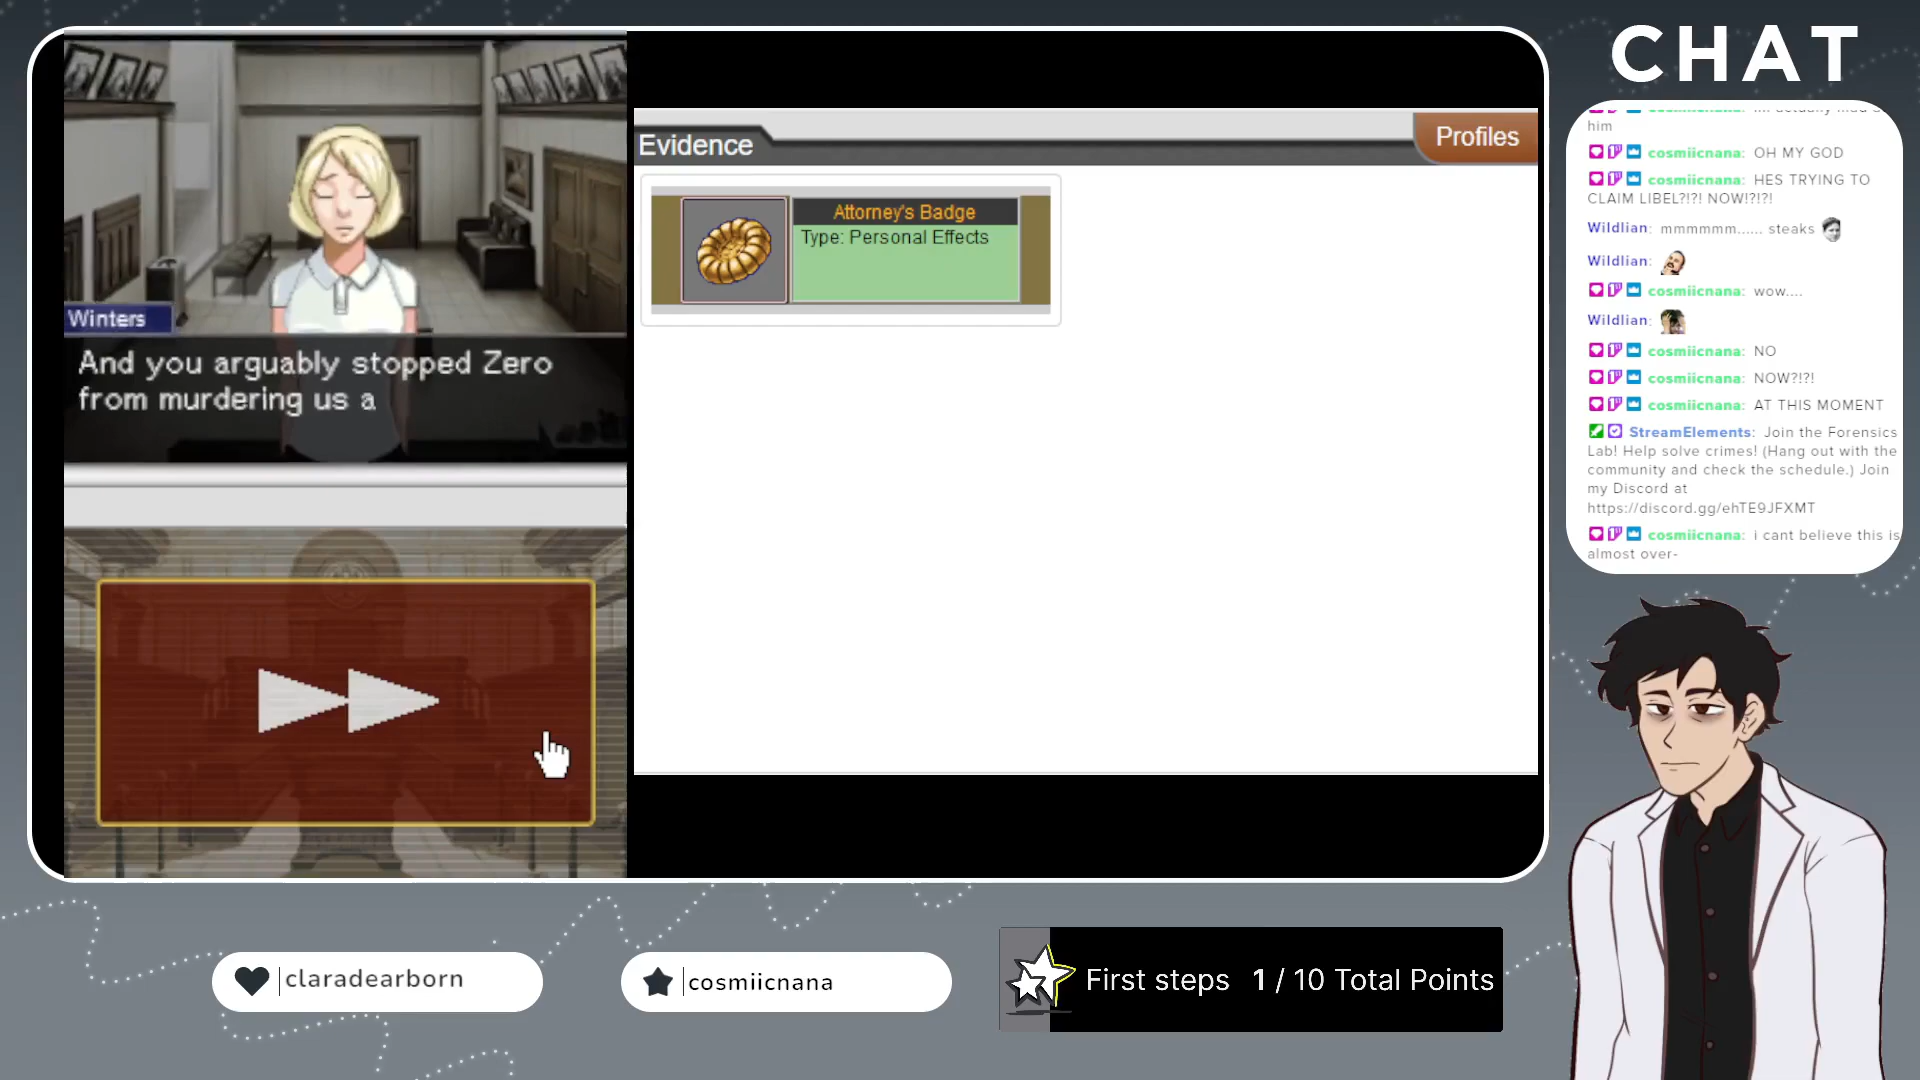 Winters
And you arguably stopped Zero
from murdering us a
Evidence
Profiles
Attorney's Badge
Type: Personal Effects
CHAT
him
cosmiicnana: OH MY GOD
cosmiicnana: HES TRYING TO
CLAIM LIBEL?!?! NOW!?!?!
Wildlian: mmmmmm...... steaks
Wildlian:
cosmiicnana: wow....
Wildlian:
cosmiicnana: NO
cosmiicnana: NOW?!?!
cosmiicnana: AT THIS MOMENT
StreamElements: Join the Forensics
Lab! Help solve crimes! (Hang out with the
community and check the schedule.) Join
my Discord at
https://discord.gg/ehTE9JFXMT
cosmiicnana: i cant believe this is
almost over-
claradearborn
cosmiicnana
First steps 1 / 10 Total Points